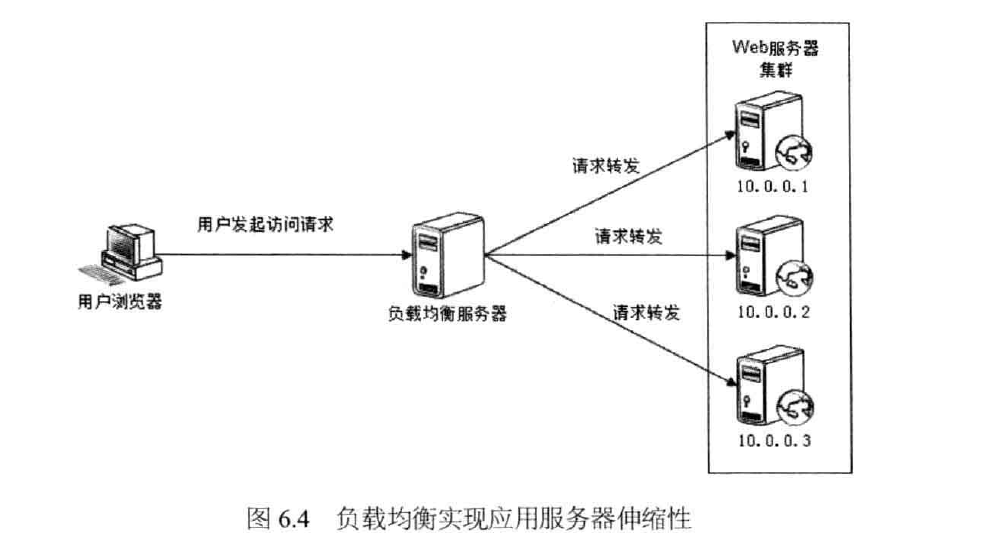 Web服务器
集群
请求转发
10.0.0.1
用户发起访问请求
请求转发
用户浏览器
负载均衡服务器
10.0.0.2
请求转发
10.0.0.3
图 6.4 负载均衡实现应用服务器伸缩性